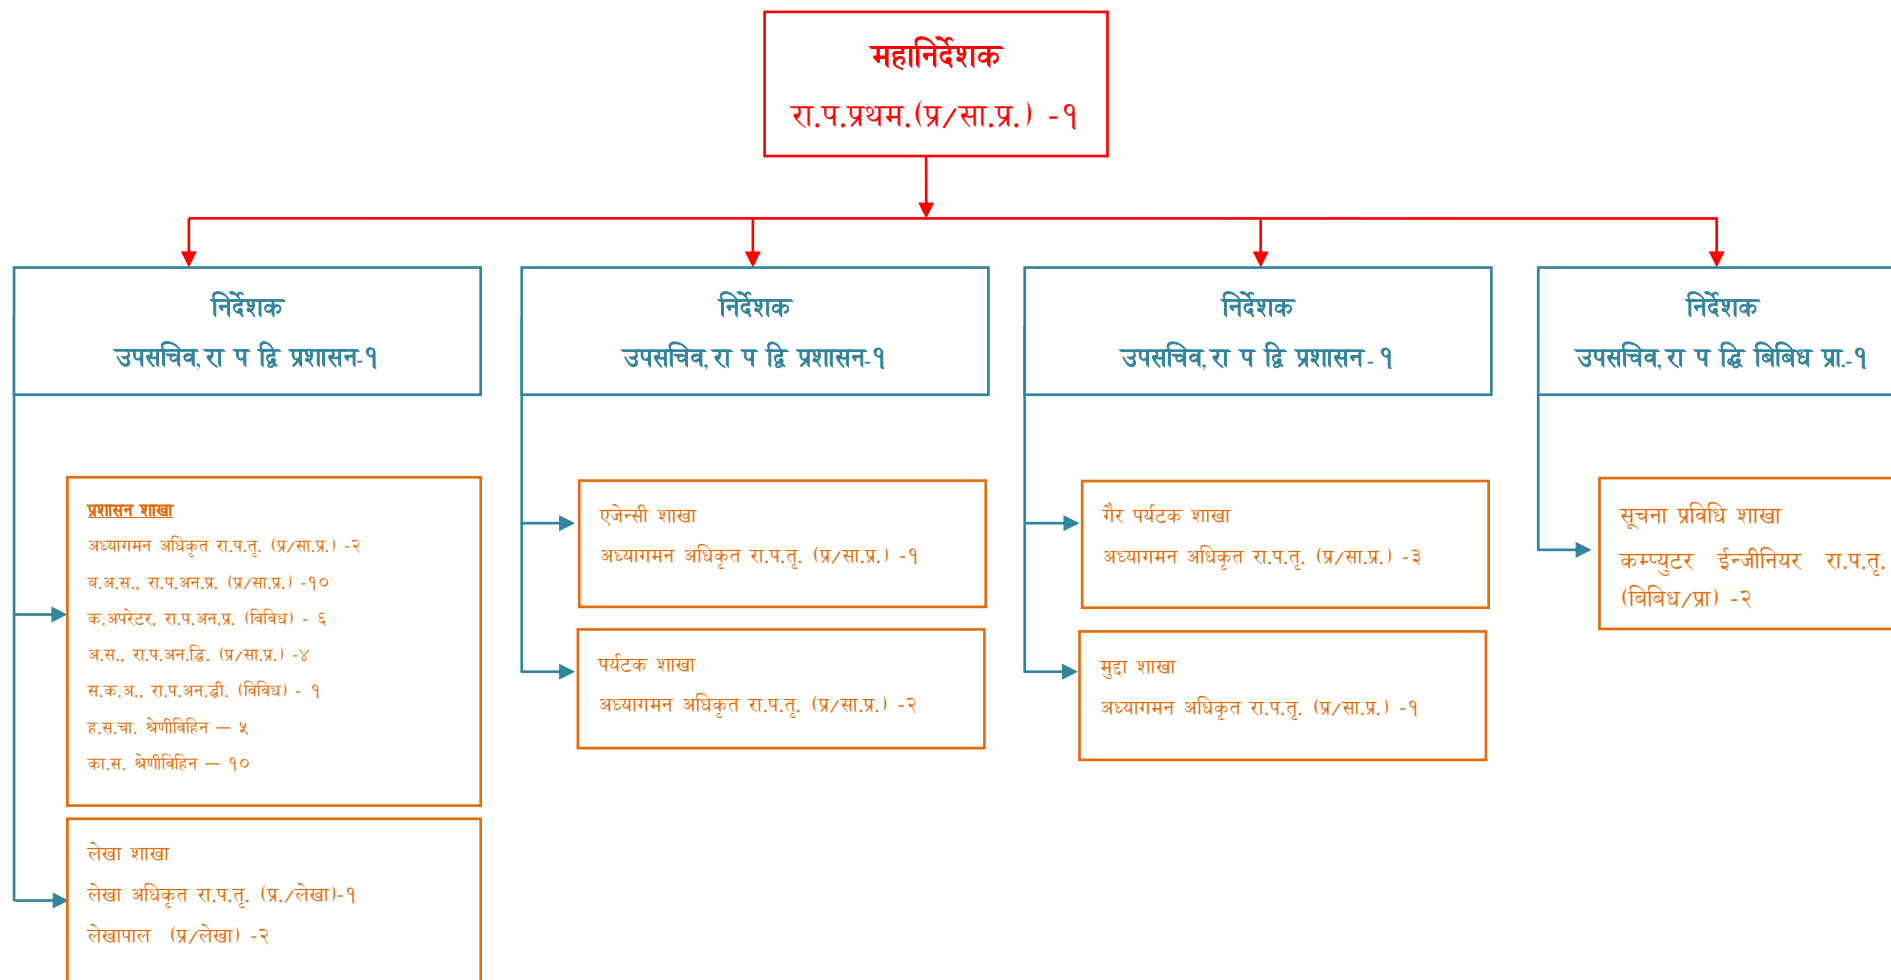 महानिर्देशक
रा.प.प्रथम.(प्र/सा.प्र.) -१
निर्देशक
उपसचिव,रा प द्वि प्रशासन-१
निर्देशक
उपसचिव,रा प द्वि प्रशासन-१
निर्देशक
उपसचिव,रा प द्वि प्रशासन - १
निर्देशक
उपसचिव,रा प द्धि बिबिध प्रा.-१
प्रशासन शाखा
अध्यागमन अधिकृत रा.प.तृ. (प्र/सा.प्र.) -२
ब.अ.स., रा.प.अन.प्र. (प्र/सा.प्र.) -१०
क.अपरेटर, रा.प.अन.प्र. (विविध) - ६
अ.स., रा.प.अन.द्धि. (प्र/सा.प्र.) -४
स.क.अ., रा.प.अन.द्धी. (विविध) - १
ह.स.चा. श्रेणीविहिन — ५
का.स. श्रेणीविहिन — १०
लेखा शाखा
लेखा अधिकृत रा.प.तृ. (प्र./लेखा)-१
लेखापाल (प्र/लेखा) -२
एजेन्सी शाखा
अध्यागमन अधिकृत रा.प.तृ. (प्र/सा.प्र.) -१
पर्यटक शाखा
अध्यागमन अधिकृत रा.प.तृ. (प्र/सा.प्र.) -२
गैर पर्यटक शाखा
अध्यागमन अधिकृत रा.प.तृ. (प्र/सा.प्र.) -३
मुद्दा शाखा
अध्यागमन अधिकृत रा.प.तृ. (प्र/सा.प्र.) -१
सूचना प्रविधि शाखा
कम्प्युटर ईन्जीनियर रा.प.तृ.
(बिबिध/प्रा) -२